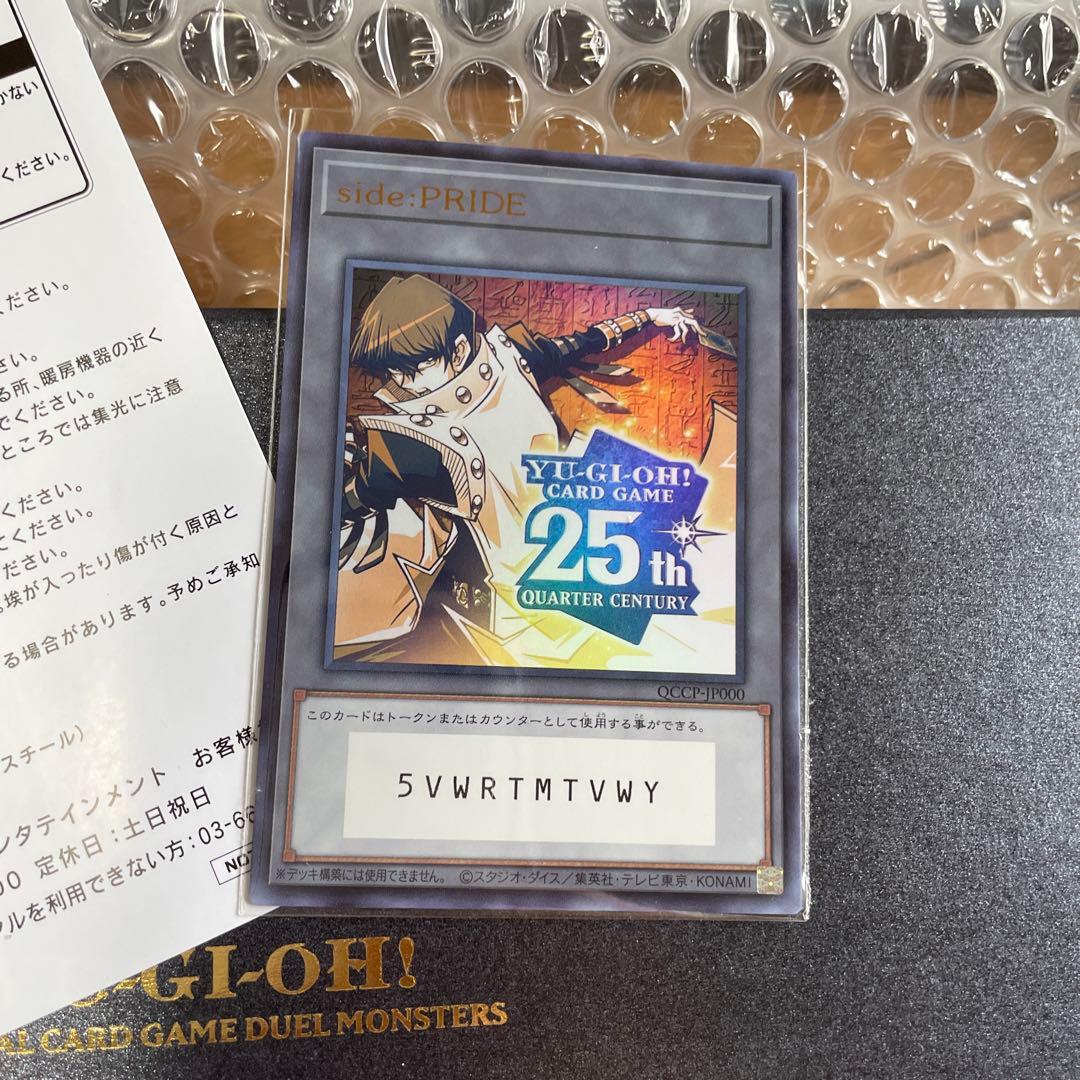 side:PRIDE
YU-GI-OH!
CARD GAME
25th
QUARTER CENTURY
QCCP-JP000
このカードはトークンまたはカウンターとして使用する事ができる。
5VWRTMTVWY
※デッキ構築には使用できません。 ©スタジオ・ダイス/集英社・テレビ東京・KONAMI
かない
ください。
ください。
さい。
る所、暖房機器の近く
でください。
ところでは集光に注意
ください。
てください。
ださい。
埃が入ったり傷が付く原因と
る場合があります。予めご承知
スチール)
ンタテインメント お客様
00 定休日:土日祝日
を利用できない方:03-66
-GI-OH!
AL CARD GAME DUEL MONSTERS